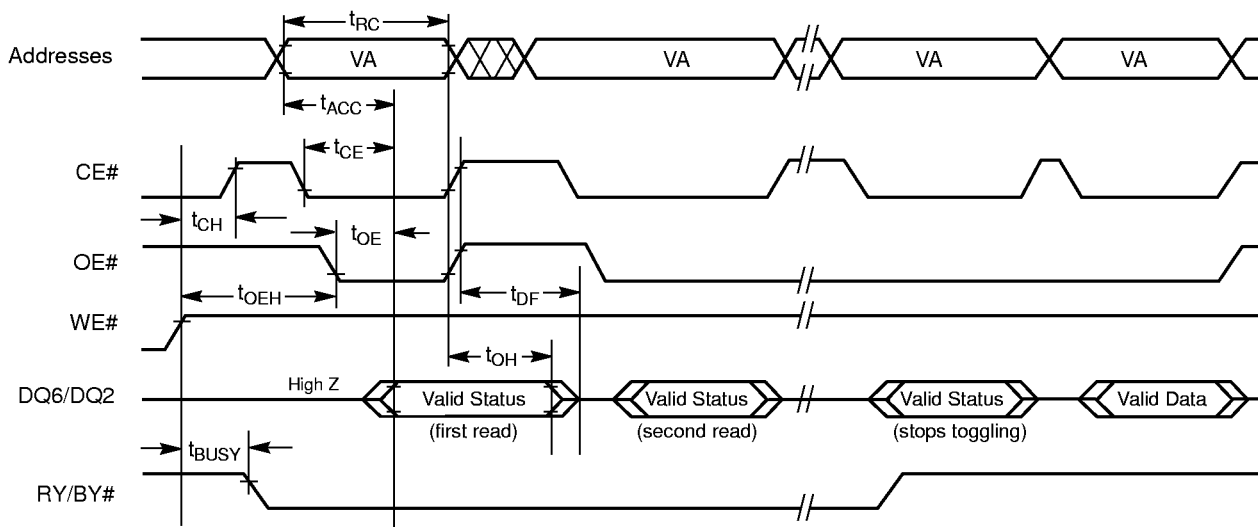 tRC
Addresses VA VA VA VA
tACC
tCE
CE#
tCH tOE
OE#
tOEH tDF
WE#
tOH
High Z
DQ6/DQ2 Valid Status Valid Status Valid Status Valid Data
(first read) (second read) (stops toggling)
tBUSY
RY/BY#